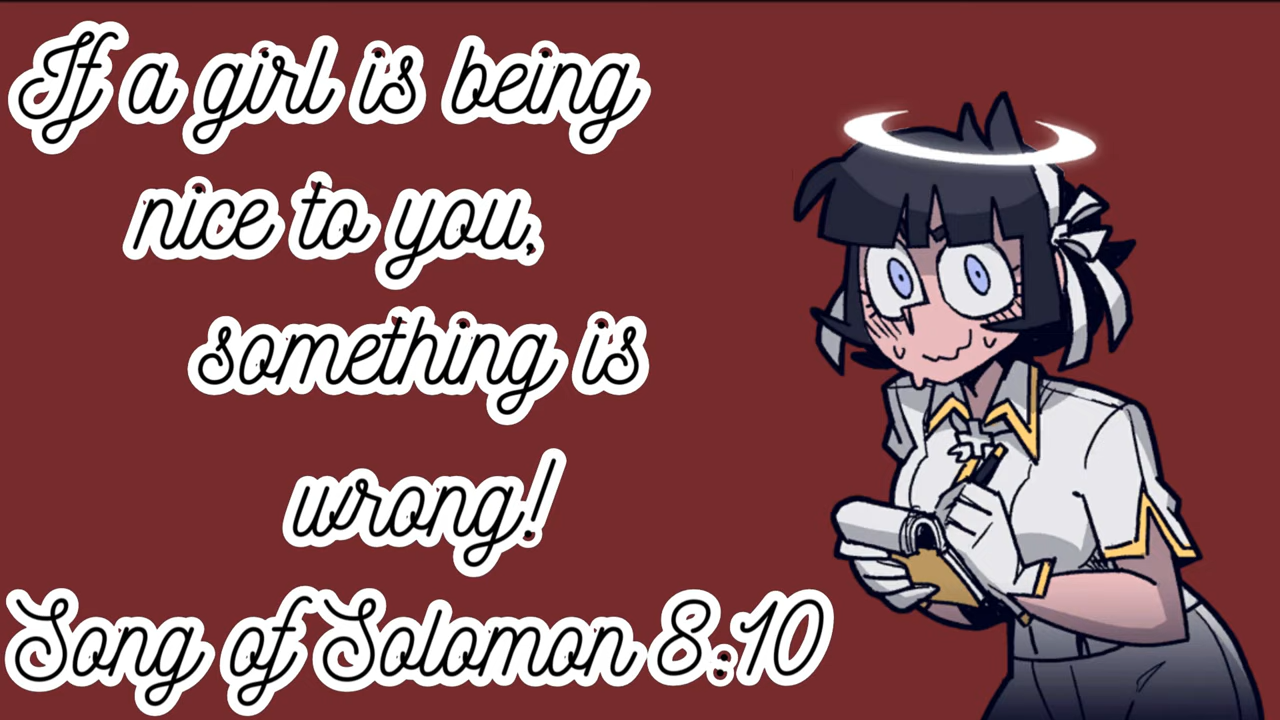 If a girl is being
nice to you,
something is
wrong!
Song of Solomon 8:10